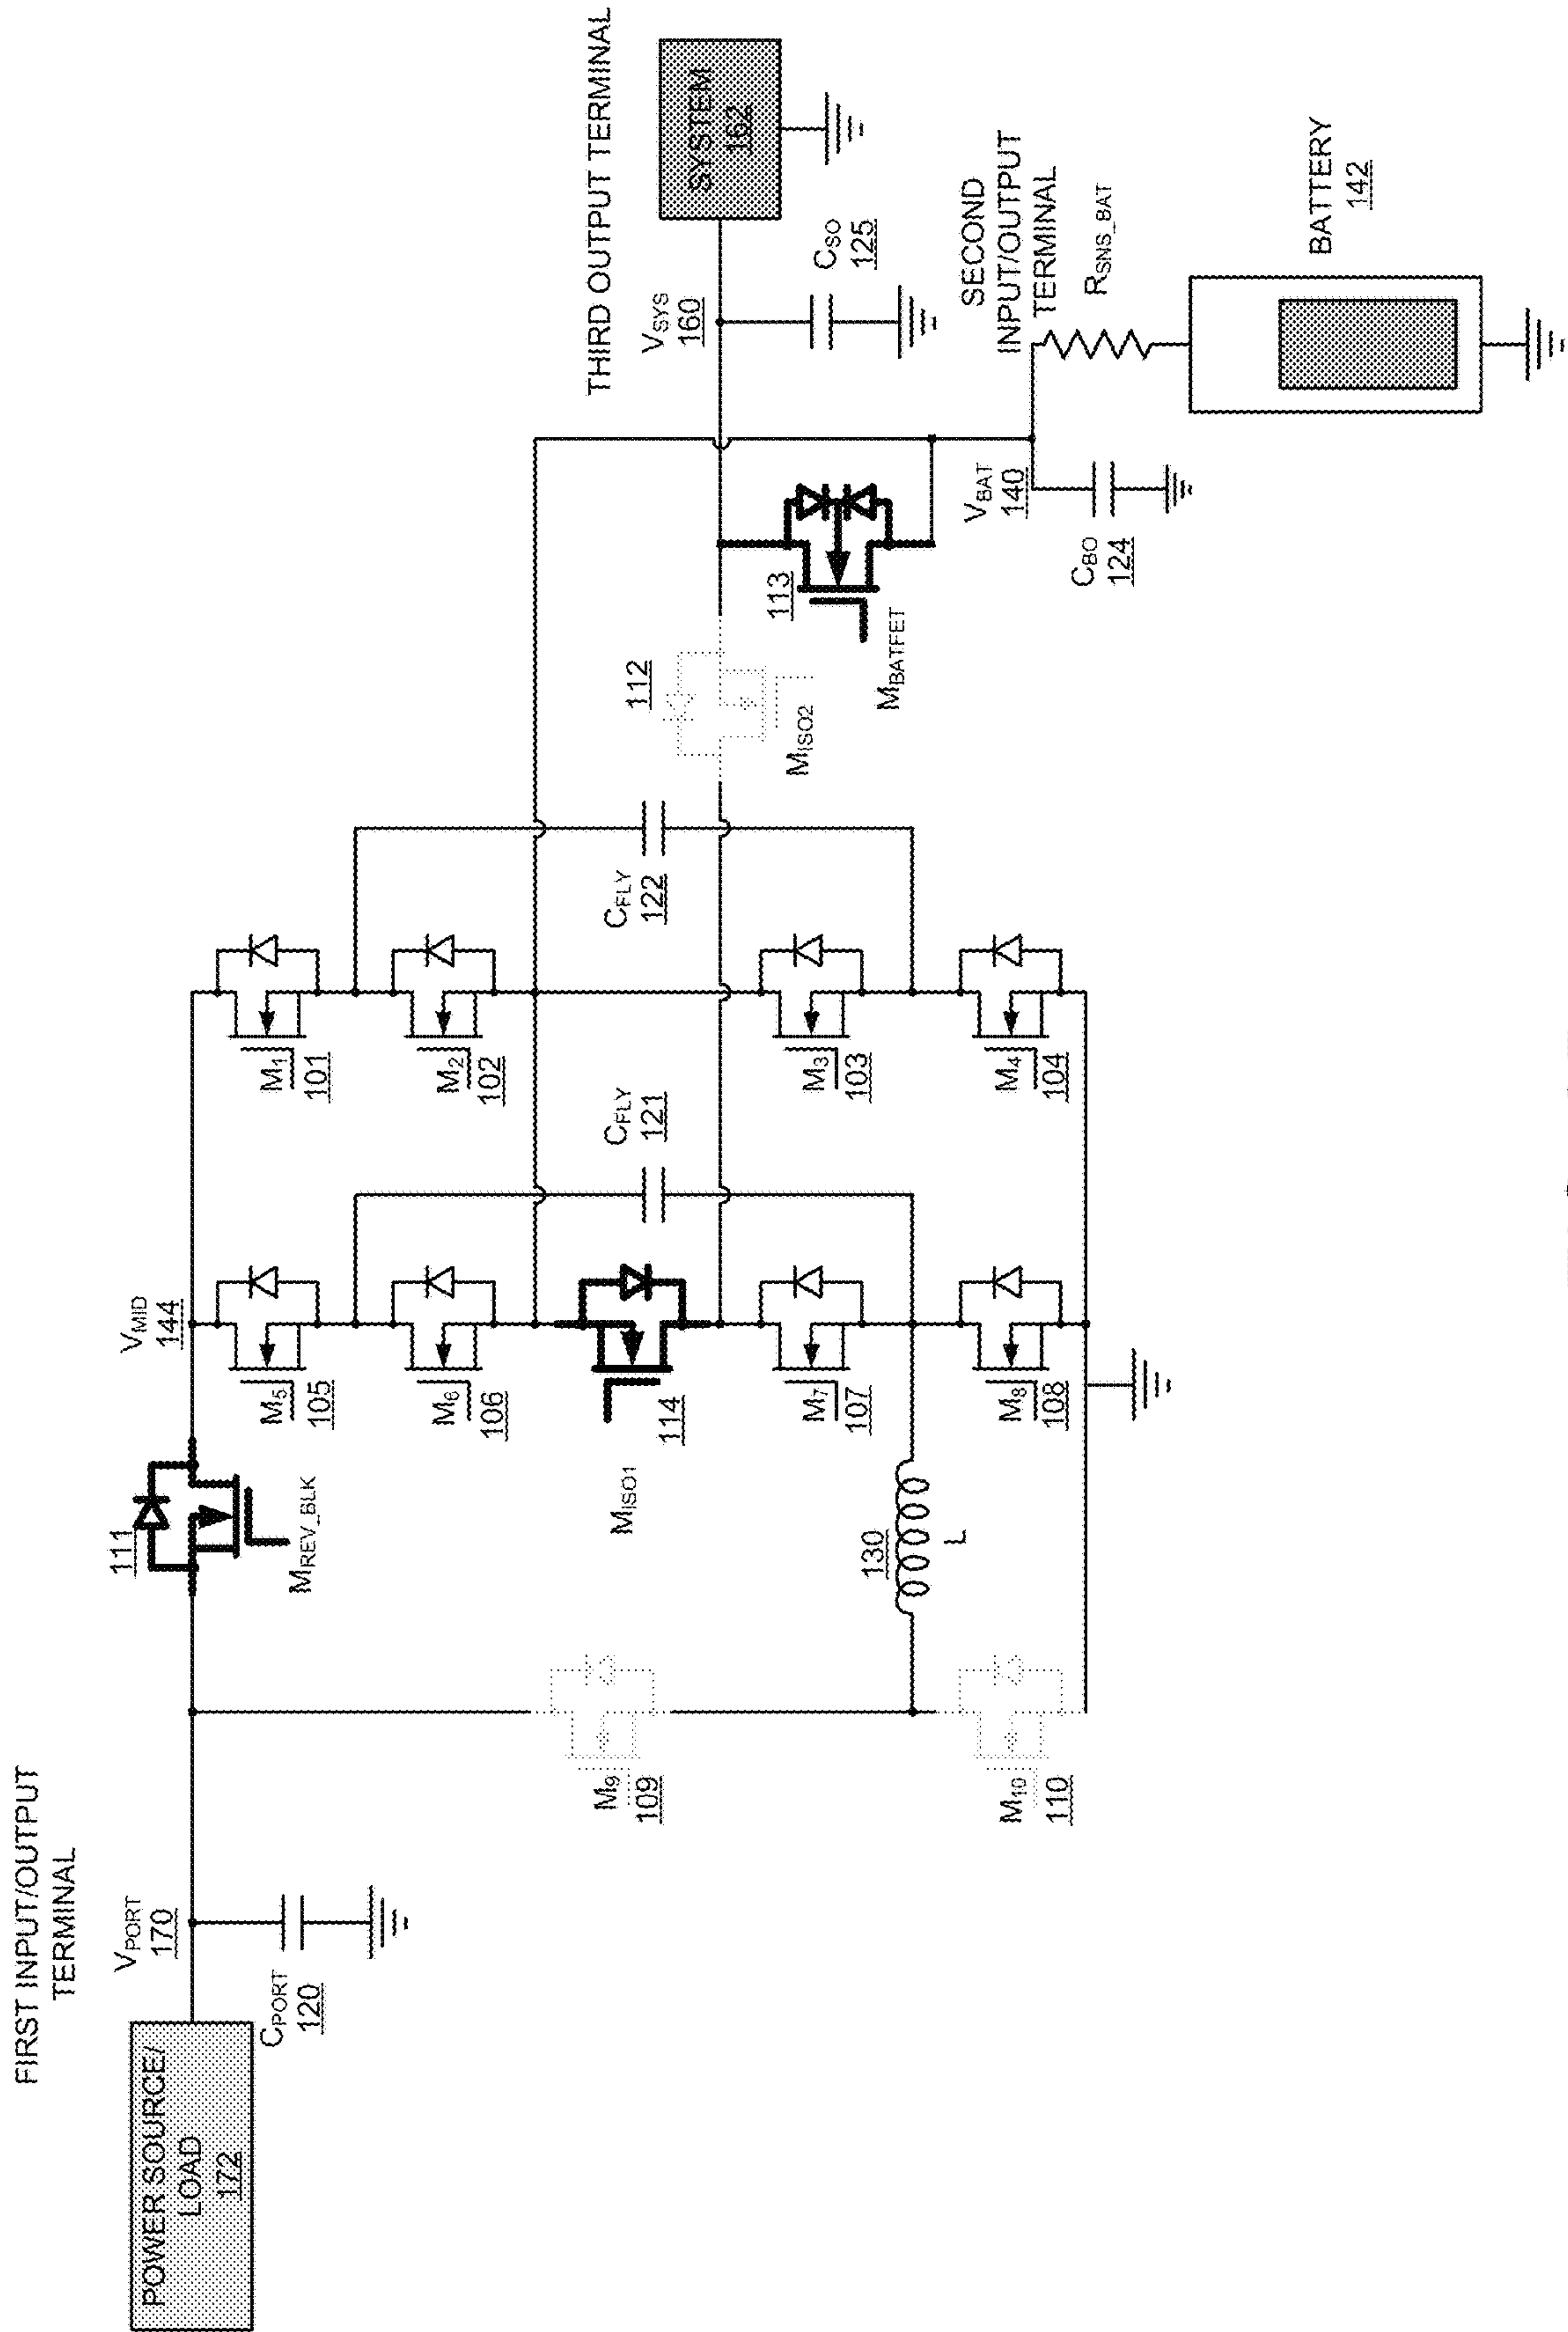 FIRST INPUT/OUTPUT
TERMINAL
POWER SOURCE/
LOAD
172
VPORT
170
CPORT
120
111
MREV_BLK
VMID
144
M5
105
M6
106
M1
101
M2
102
MISO1
114
CFLY
121
CFLY
122
M7
107
M8
108
M3
103
M4
104
M9
109
M10
110
130
L
112
MISO2
113
MBATFET
THIRD OUTPUT TERMINAL
VSYS
160
SYSTEM
162
CSO
125
VBAT
140
CBO
124
SECOND
INPUT/OUTPUT
TERMINAL
RSNS_BAT
BATTERY
142